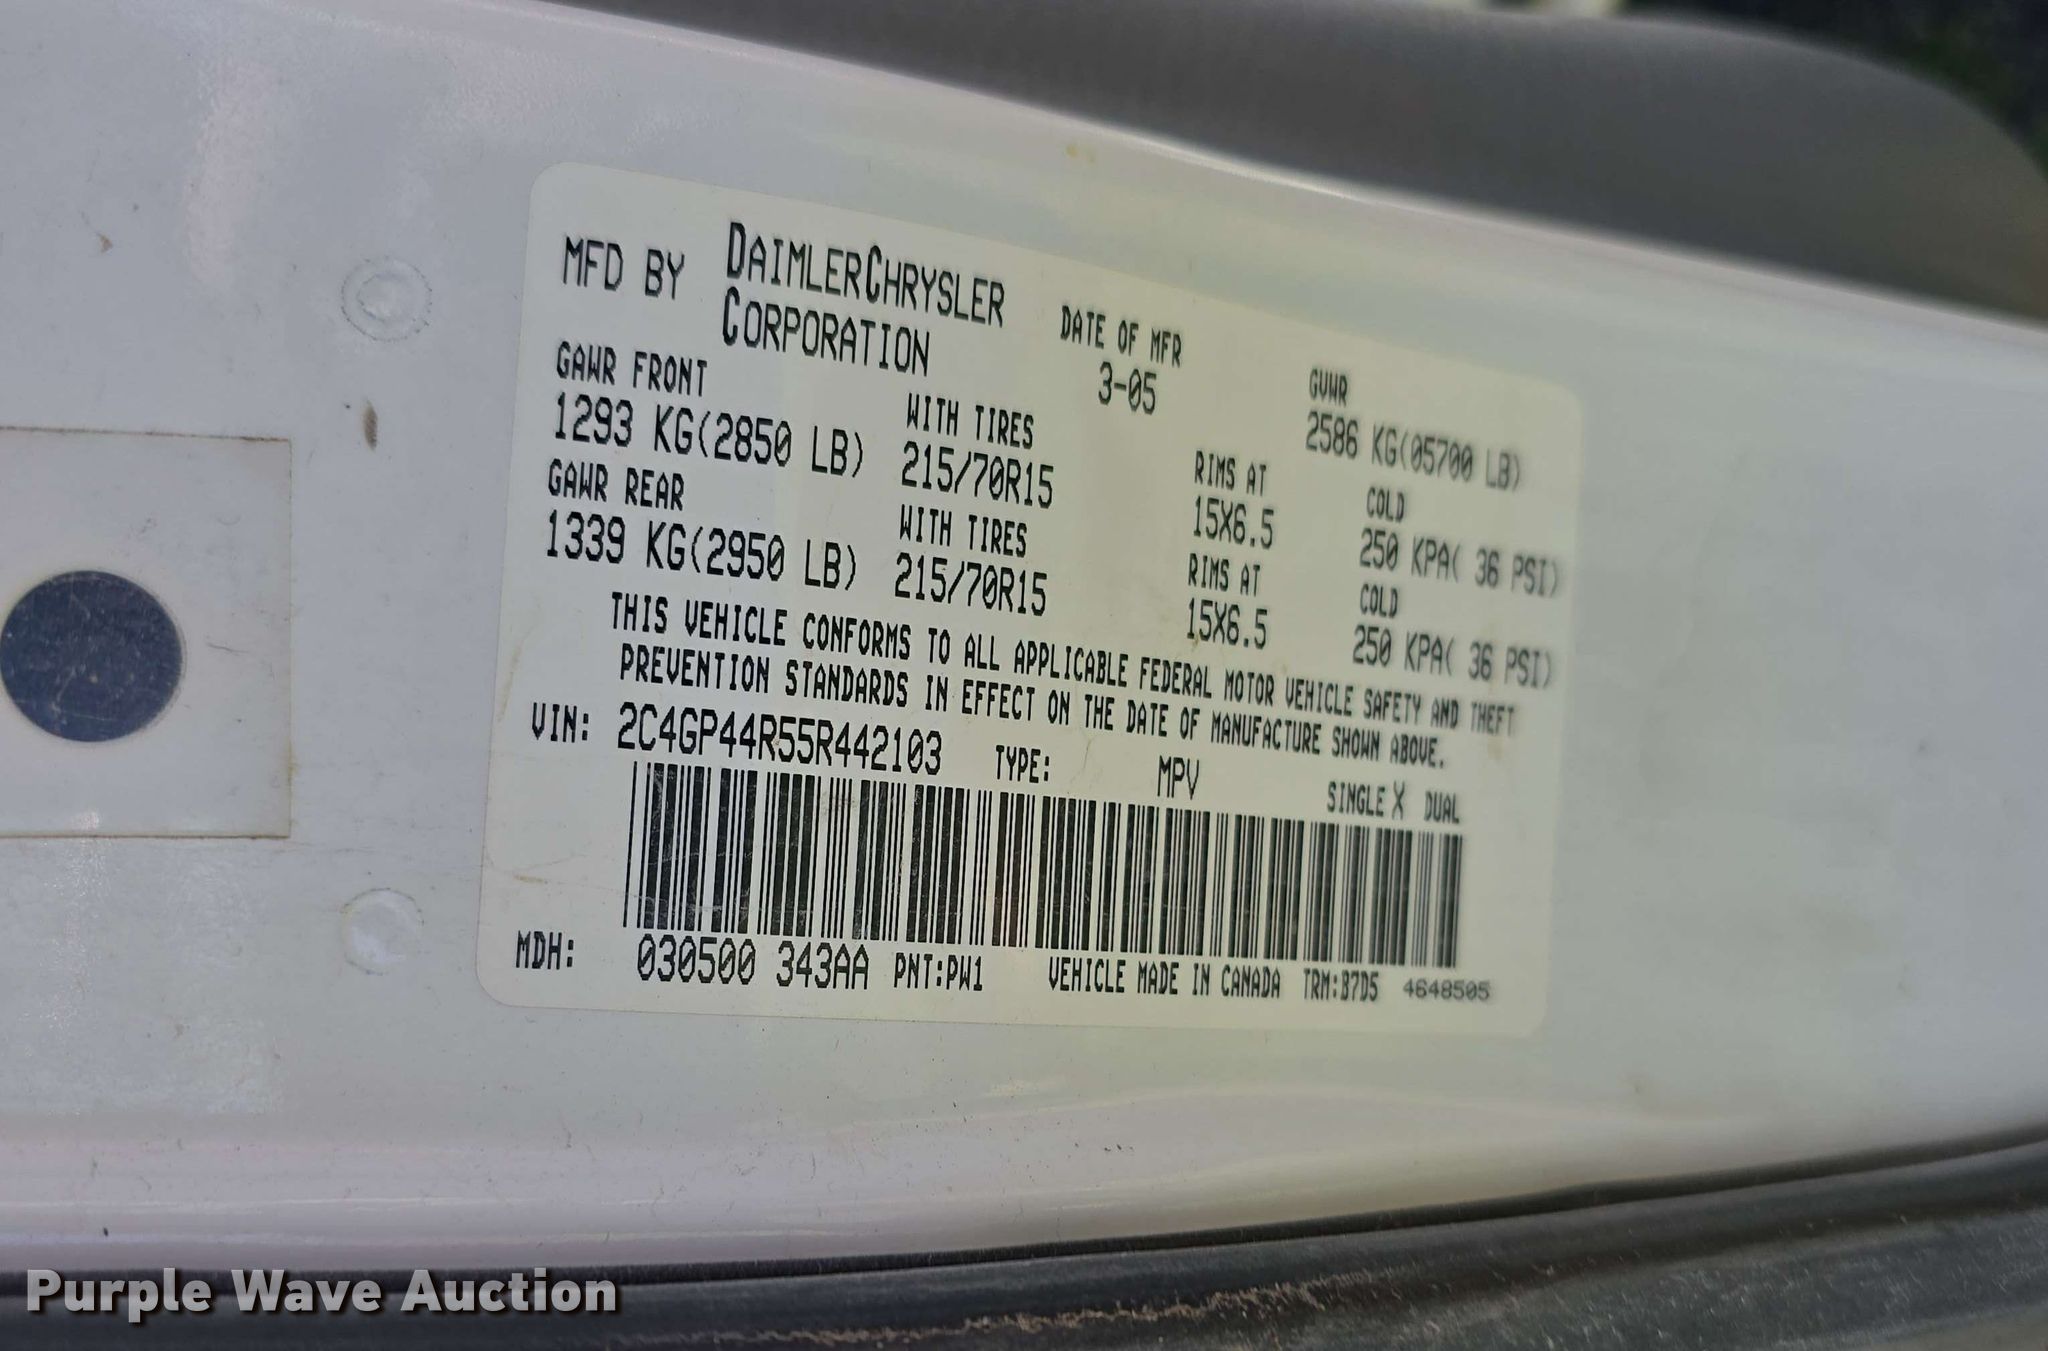 MFD BY DAIMLERCHRYSLER CORPORATION
DATE OF MFR 3-05
GVWR 2586 KG(05700 LB)
GAWR FRONT WITH TIRES RIMS AT COLD
1293 KG(2850 LB) 215/70R15 15X6.5 250 KPA( 36 PSI)
GAWR REAR WITH TIRES RIMS AT COLD
1339 KG(2950 LB) 215/70R15 15X6.5 250 KPA( 36 PSI)
THIS VEHICLE CONFORMS TO ALL APPLICABLE FEDERAL MOTOR VEHICLE SAFETY AND THEFT
PREVENTION STANDARDS IN EFFECT ON THE DATE OF MANUFACTURE SHOWN ABOVE.
VIN: 2C4GP44R55R442103 TYPE: MPV SINGLE X DUAL
MDH: 030500 343AA PNT:PW1 VEHICLE MADE IN CANADA TRM:B7D5 4648505
Purple Wave Auction